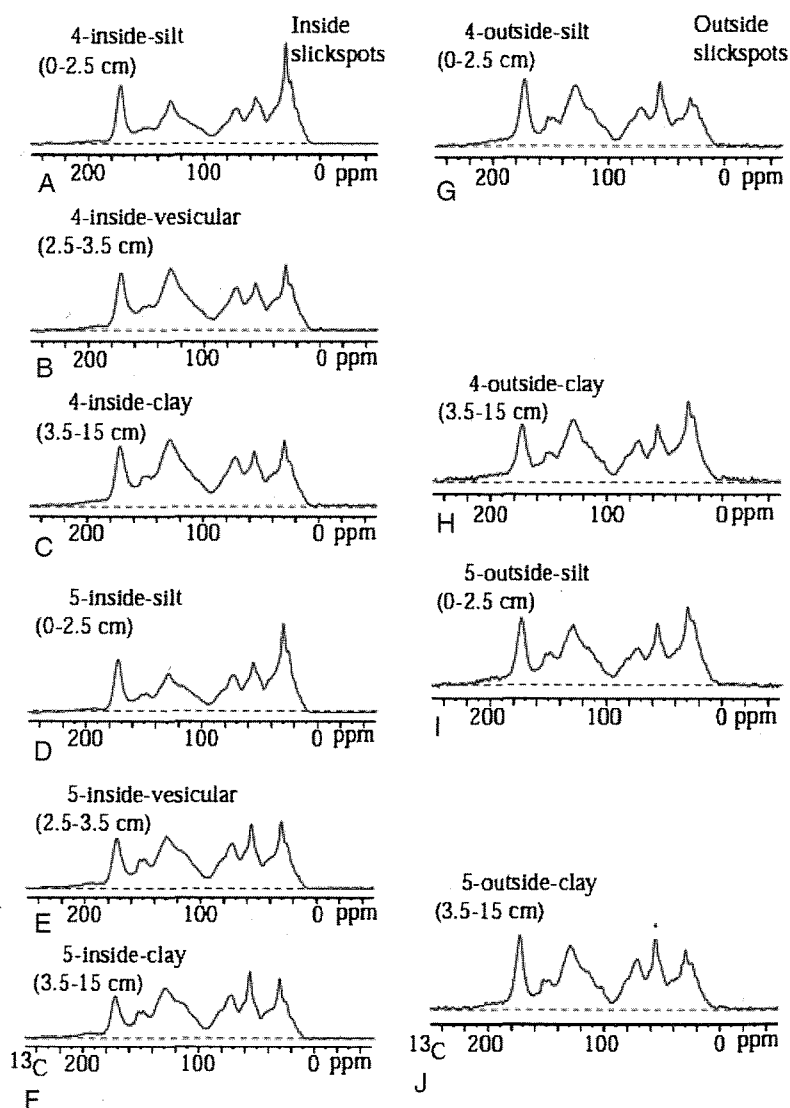 4-inside-silt
(0-2.5 cm)
Inside
slickspots
200 100 0 ppm
A
4-inside-vesicular
(2.5-3.5 cm)
200 100 0 ppm
B
4-inside-clay
(3.5-15 cm)
200 100 0 ppm
C
5-inside-silt
(0-2.5 cm)
200 100 0 ppm
D
5-inside-vesicular
(2.5-3.5 cm)
200 100 0 ppm
E
5-inside-clay
(3.5-15 cm)
13C 200 100 0 ppm
F
4-outside-silt
(0-2.5 cm)
Outside
slickspots
200 100 0 ppm
G
4-outside-clay
(3.5-15 cm)
200 100 0 ppm
H
5-outside-silt
(0-2.5 cm)
200 100 0 ppm
I
5-outside-clay
(3.5-15 cm)
13C 200 100 0 ppm
J